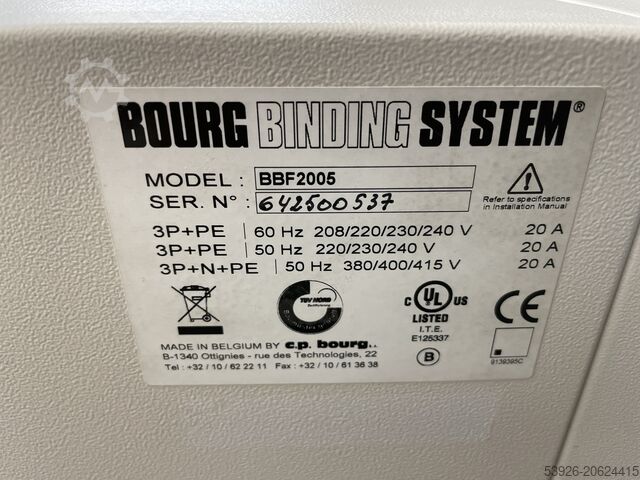 BOURG BINDING SYSTEM®
MODEL : BBF2005
SER. N° : 642500537
Refer to specifications
in Installation Manual
3P+PE 60 Hz 208/220/230/240 V 20 A
3P+PE 50 Hz 220/230/240 V 20 A
3P+N+PE 50 Hz 380/400/415 V 20 A
TÜV NORD
C UL US
LISTED
I.T.E.
E125337
B
CE
MADE IN BELGIUM BY c.p. bourg
B-1340 Ottignies - rue des Technologies, 22
Tel : +32 / 10 / 62 22 11 Fax : +32 / 10 / 61 36 38
9139395C
53926-20624415